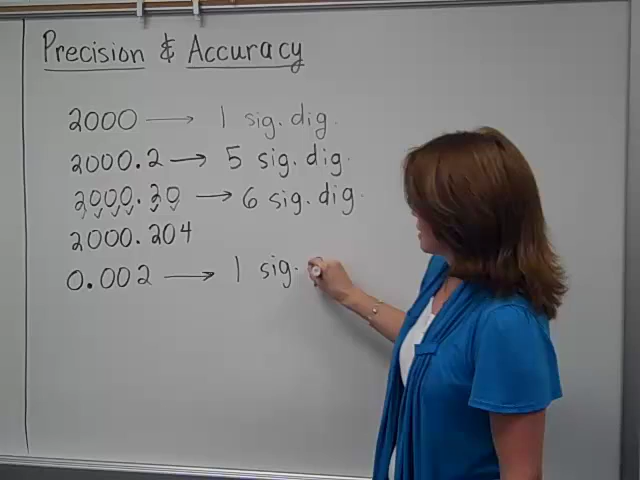 Precision & Accuracy
2000 → 1 sig. dig.
2000.2 → 5 sig. dig.
2000.20 → 6 sig. dig.
2000.204
0.002 → 1 sig.